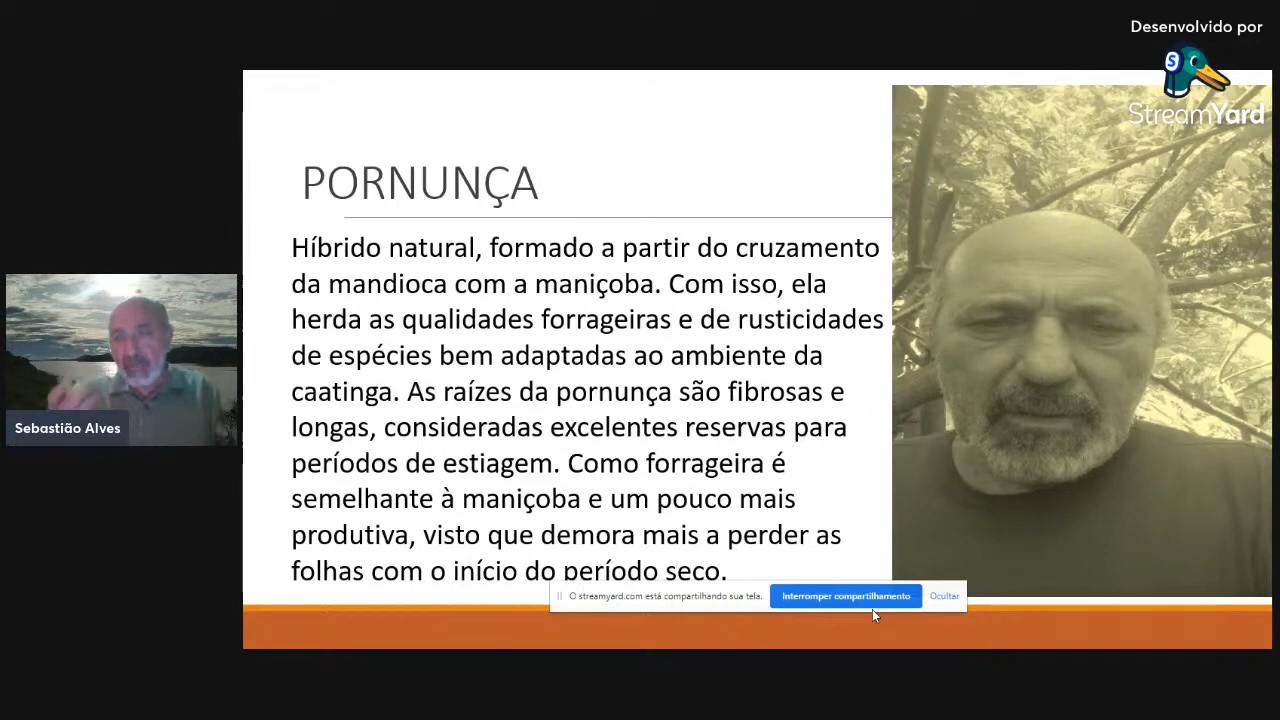 Desenvolvido por
StreamYard
PORNUNÇA
Híbrido natural, formado a partir do cruzamento
da mandioca com a maniçoba. Com isso, ela
herda as qualidades forrageiras e de rusticidades
de espécies bem adaptadas ao ambiente da
caatinga. As raízes da pornunça são fibrosas e
longas, consideradas excelentes reservas para
períodos de estiagem. Como forrageira é
semelhante à maniçoba e um pouco mais
produtiva, visto que demora mais a perder as
folhas com o início do período seco.
Sebastião Alves
O streamyard.com está compartilhando sua tela.
Interromper compartilhamento
Ocultar